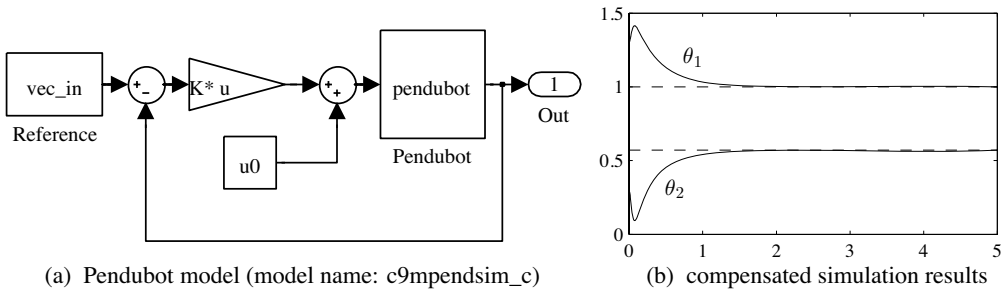 vec_in
Reference
+
−
K* u
u0
+
+
pendubot
Pendubot
1
Out
(a) Pendubot model (model name: c9mpendsim_c)
1.5
1
0.5
0
0 1 2 3 4 5
θ1
θ2
(b) compensated simulation results